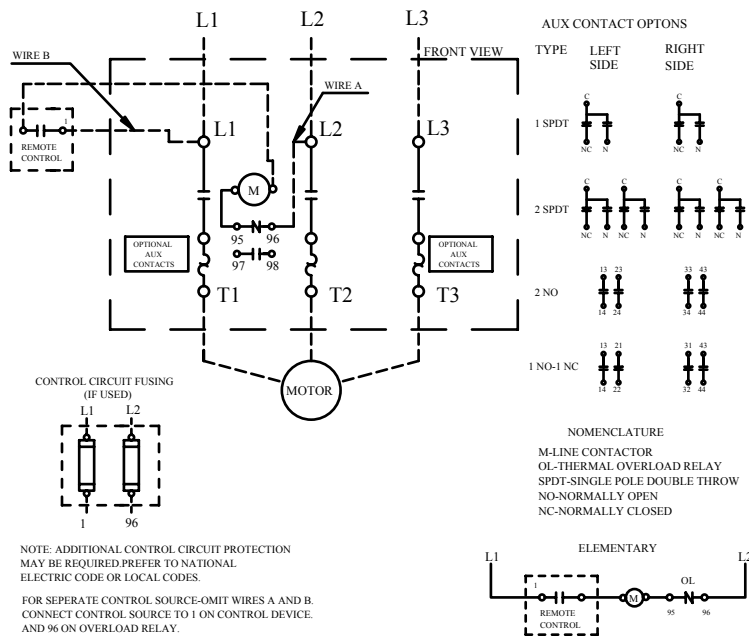 L1 L2 L3
WIRE B
FRONT VIEW
WIRE A
1
REMOTE
CONTROL
L1
L2
L3
M
95 96
97 98
OPTIONAL
AUX
CONTACTS
OPTIONAL
AUX
CONTACTS
T1
T2
T3
MOTOR
AUX CONTACT OPTONS
TYPE
LEFT
SIDE
RIGHT
SIDE
1 SPDT
C C
NC N NC N
2 SPDT
C C C C
NC N NC N NC N NC N
2 NO
13 23 33 43
14 24 34 44
1 NO-1 NC
13 21 31 43
14 22 32 44
CONTROL CIRCUIT FUSING
(IF USED)
L1 L2
1 96
NOMENCLATURE
M-LINE CONTACTOR
OL-THERMAL OVERLOAD RELAY
SPDT-SINGLE POLE DOUBLE THROW
NO-NORMALLY OPEN
NC-NORMALLY CLOSED
NOTE: ADDITIONAL CONTROL CIRCUIT PROTECTION
MAY BE REQUIRED.PREFER TO NATIONAL
ELECTRIC CODE OR LOCAL CODES.
FOR SEPERATE CONTROL SOURCE-OMIT WIRES A AND B.
CONNECT CONTROL SOURCE TO 1 ON CONTROL DEVICE.
AND 96 ON OVERLOAD RELAY.
ELEMENTARY
L1 L2
1
REMOTE
CONTROL
M
OL
95 96